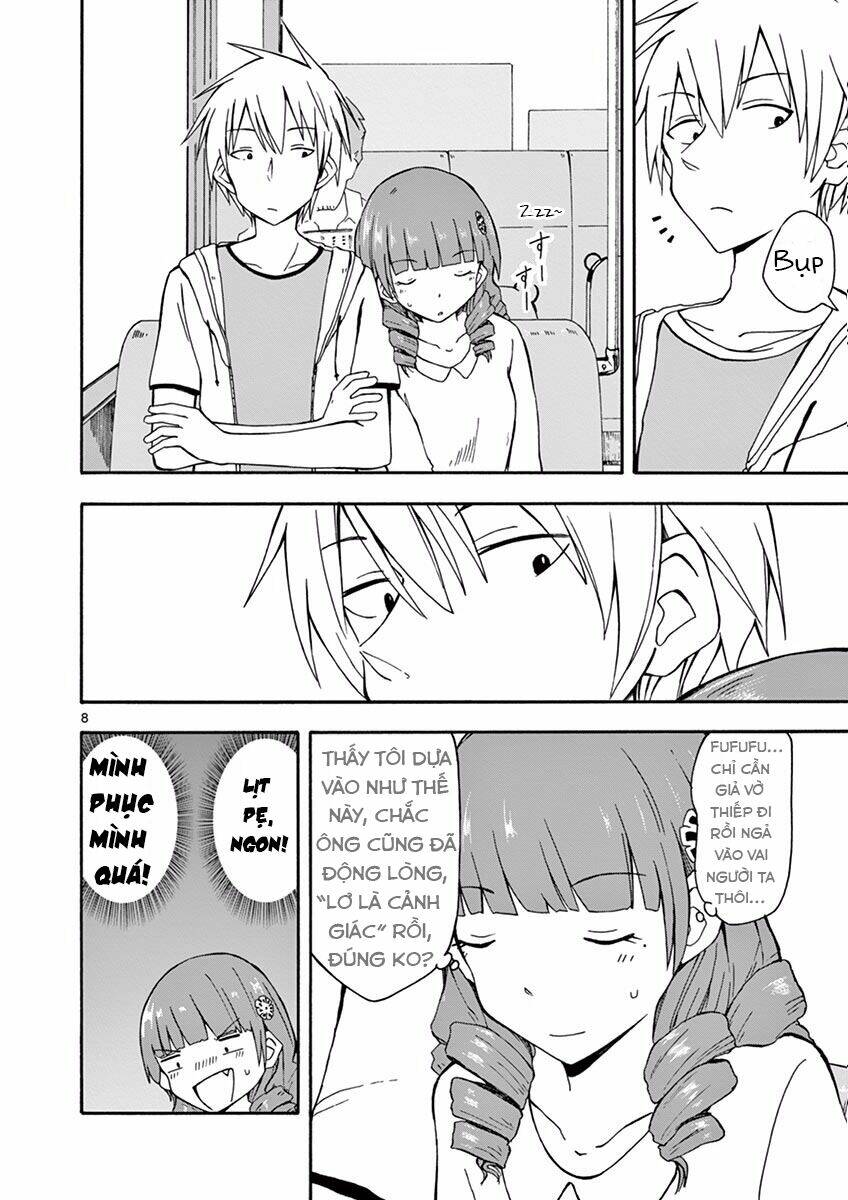 Bụp
Zzz~
すーすー
FUFUFU...
CHỈ CẦN
GIẢ VỜ
THIẾP ĐI
RỒI NGẢ
VÀO VAI
NGƯỜI TA
THÔI...
THẤY TÔI DỰA
VÀO NHƯ THẾ
NÀY, CHẮC
ÔNG CŨNG ĐÃ
ĐỘNG LÒNG,
"LƠ LÀ CẢNH
GIÁC" RỒI,
ĐÚNG KO?
LỊT
PẸ,
NGON!
MÌNH
PHỤC
MÌNH
QUÁ!
8